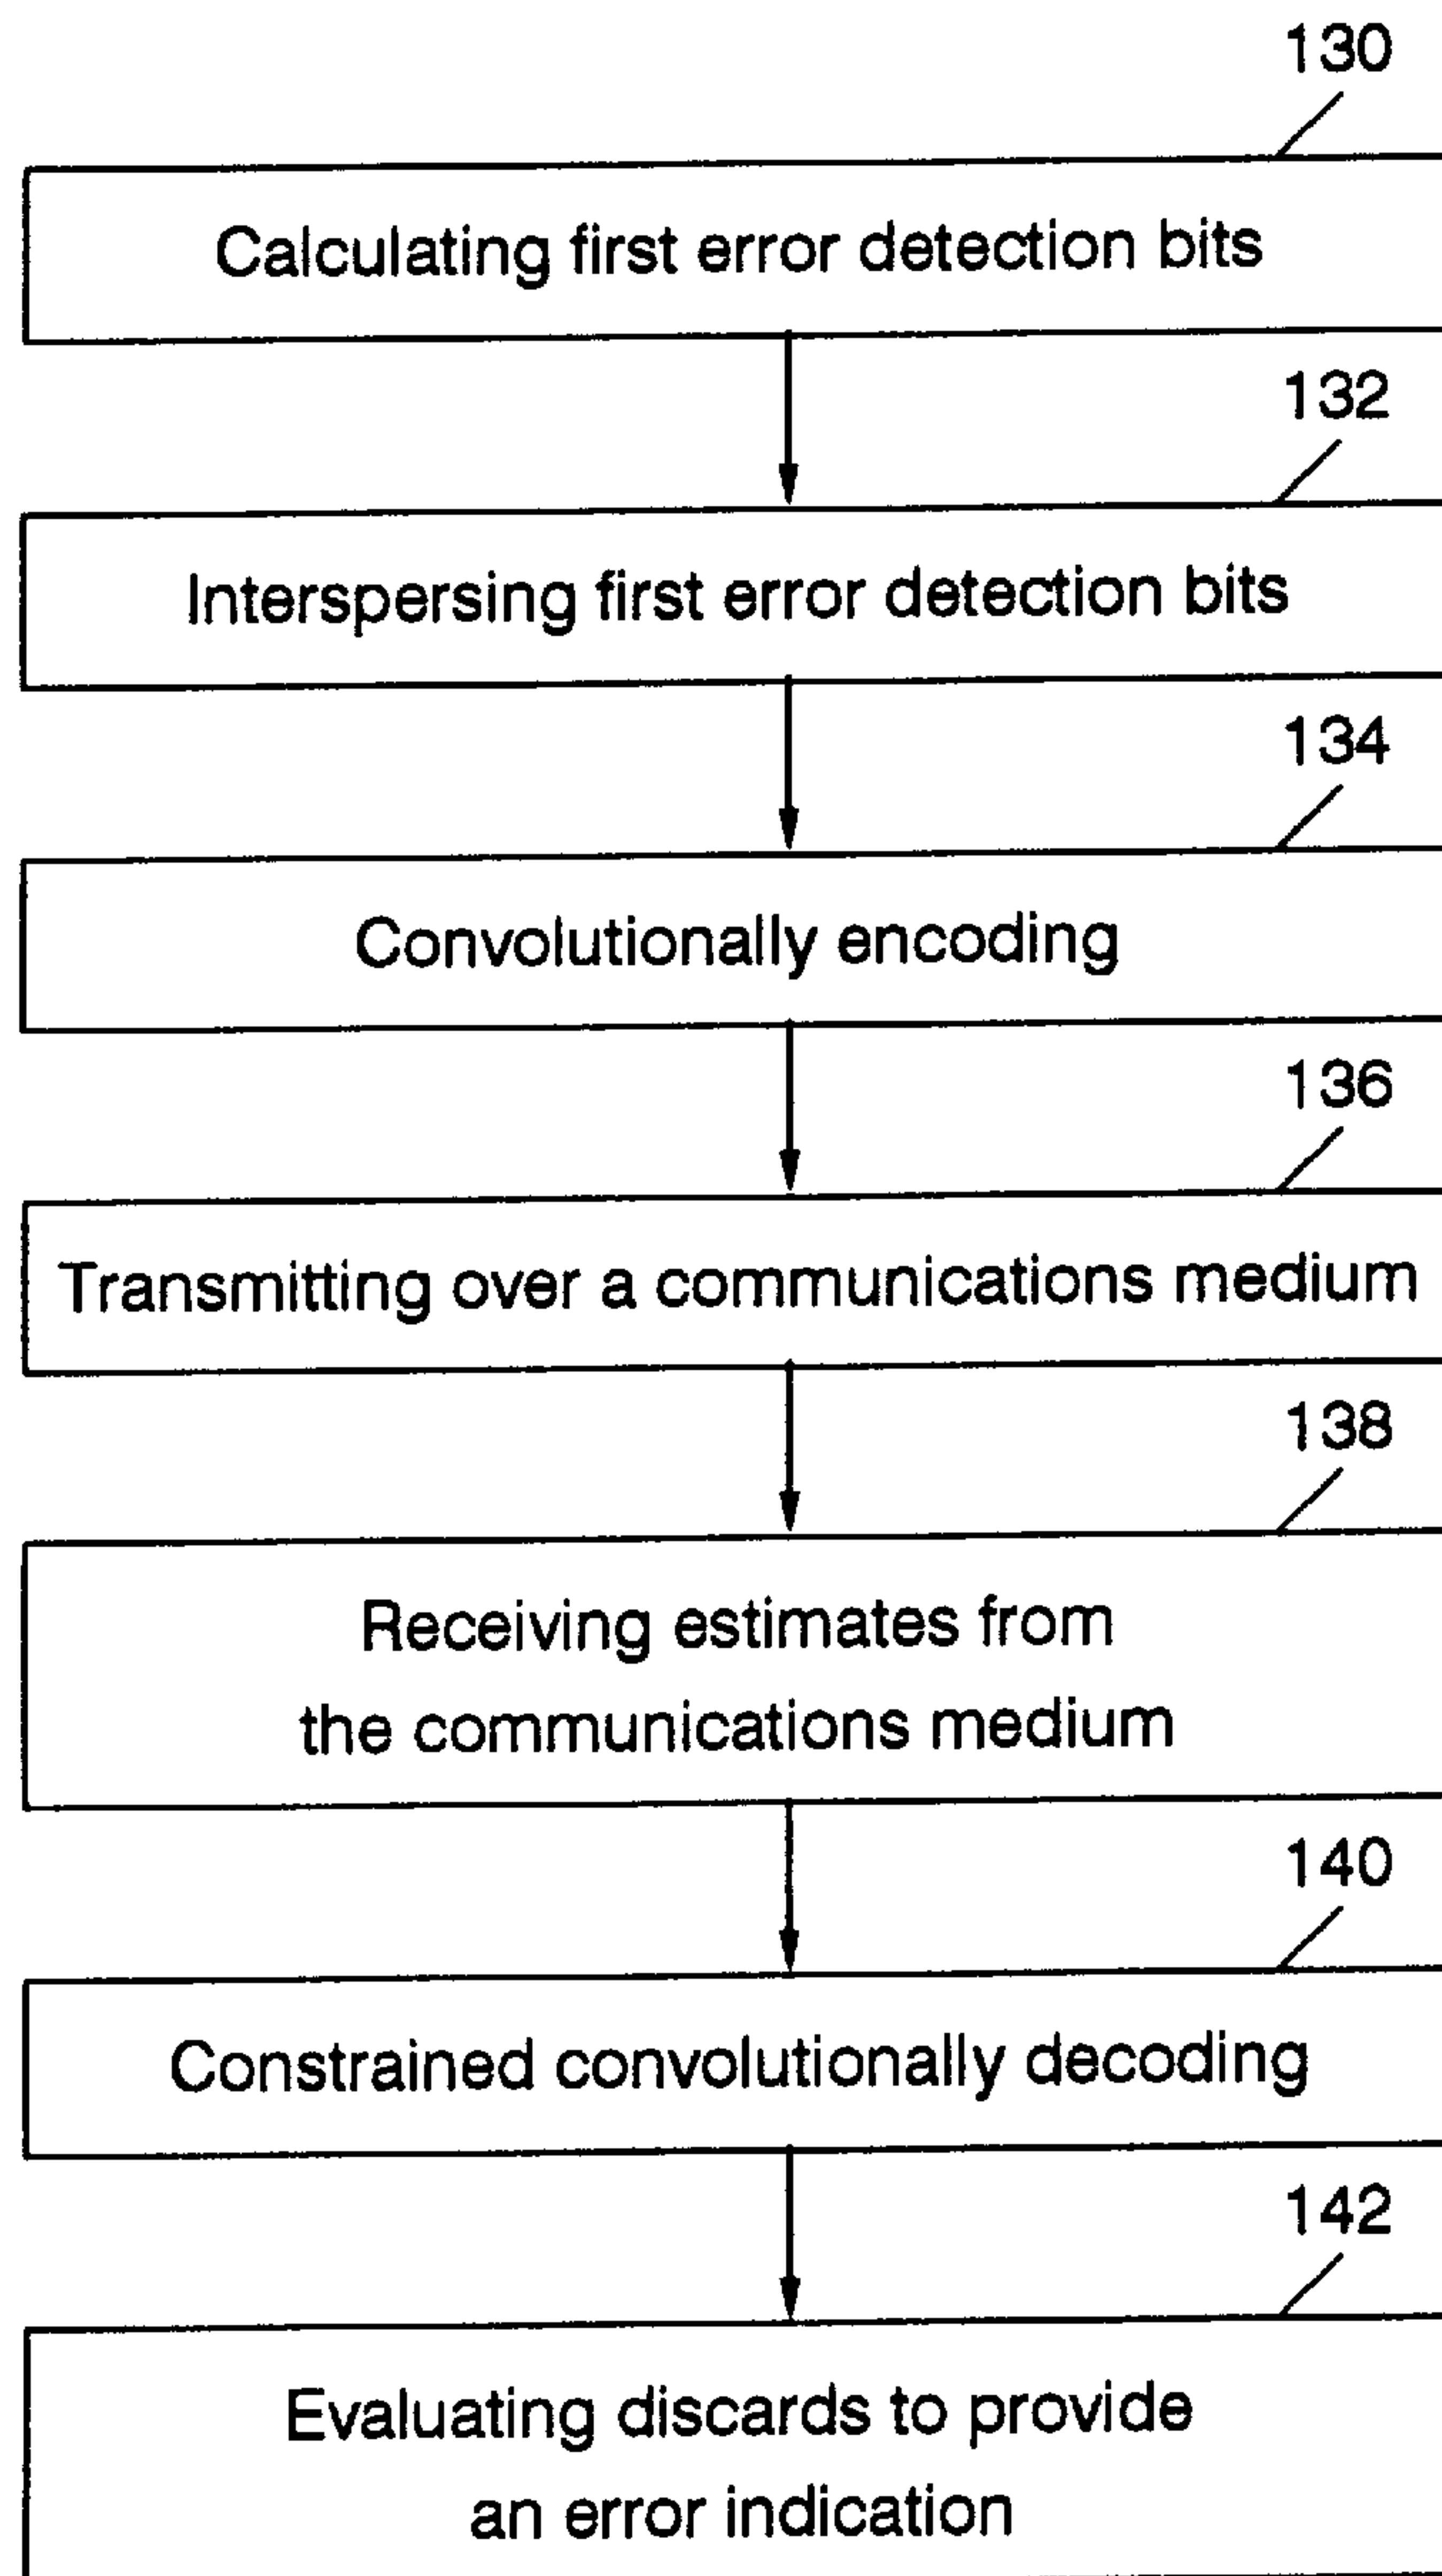 130
Calculating first error detection bits
132
Interspersing first error detection bits
134
Convolutionally encoding
136
Transmitting over a communications medium
138
Receiving estimates from
the communications medium
140
Constrained convolutionally decoding
142
Evaluating discards to provide
an error indication